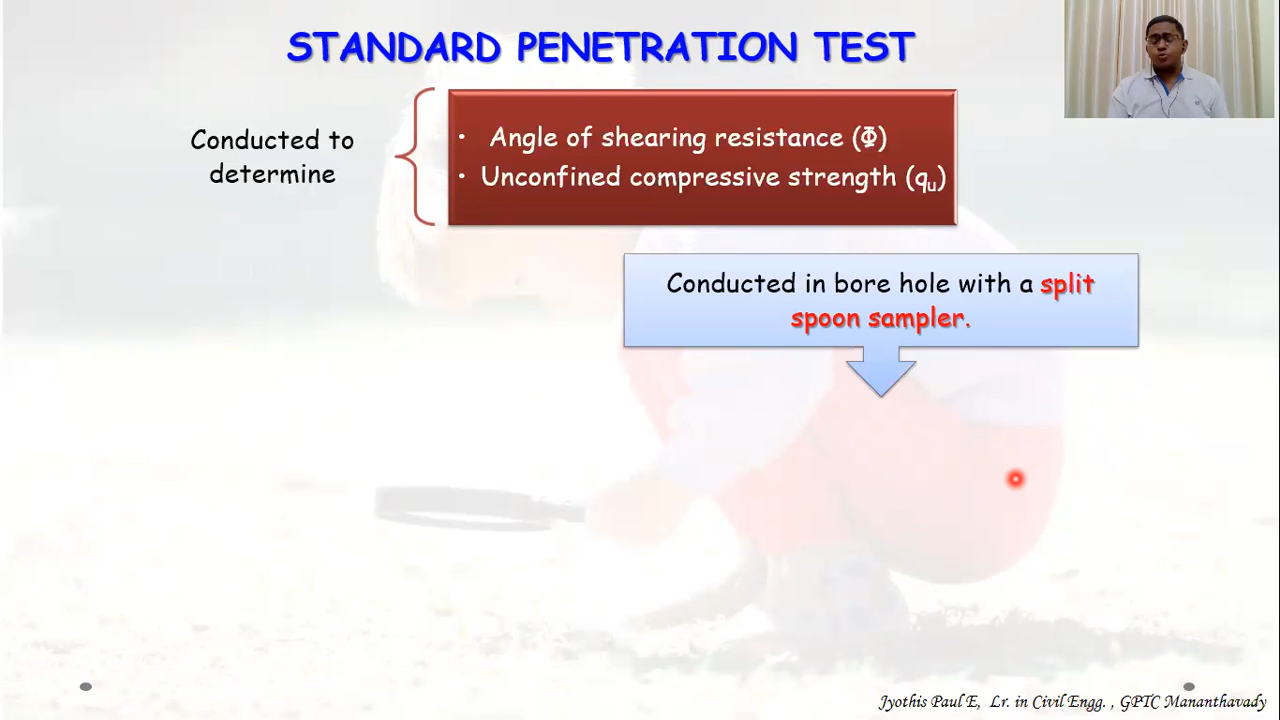 STANDARD PENETRATION TEST
Conducted to
determine
• Angle of shearing resistance (Φ)
• Unconfined compressive strength (qu)
Conducted in bore hole with a split
spoon sampler.
Jyothis Paul E, Lr. in Civil Engg. , GPTC Mananthavady